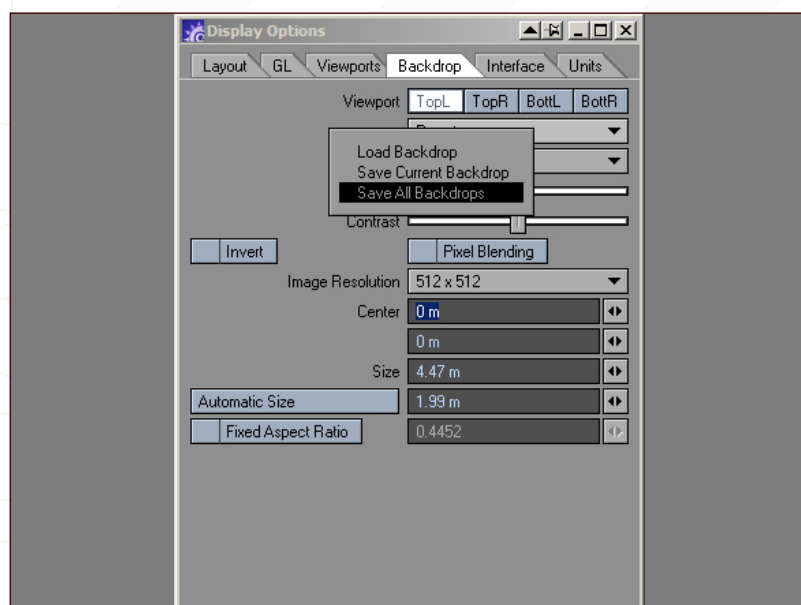 Display Options
Layout GL Viewports Backdrop Interface Units
Viewport TopL TopR BottL BottR
Load Backdrop
Save Current Backdrop
Save All Backdrops
Contrast
Invert Pixel Blending
Image Resolution 512 x 512
Center 0 m
0 m
Size 4.47 m
Automatic Size 1.99 m
Fixed Aspect Ratio 0.4452